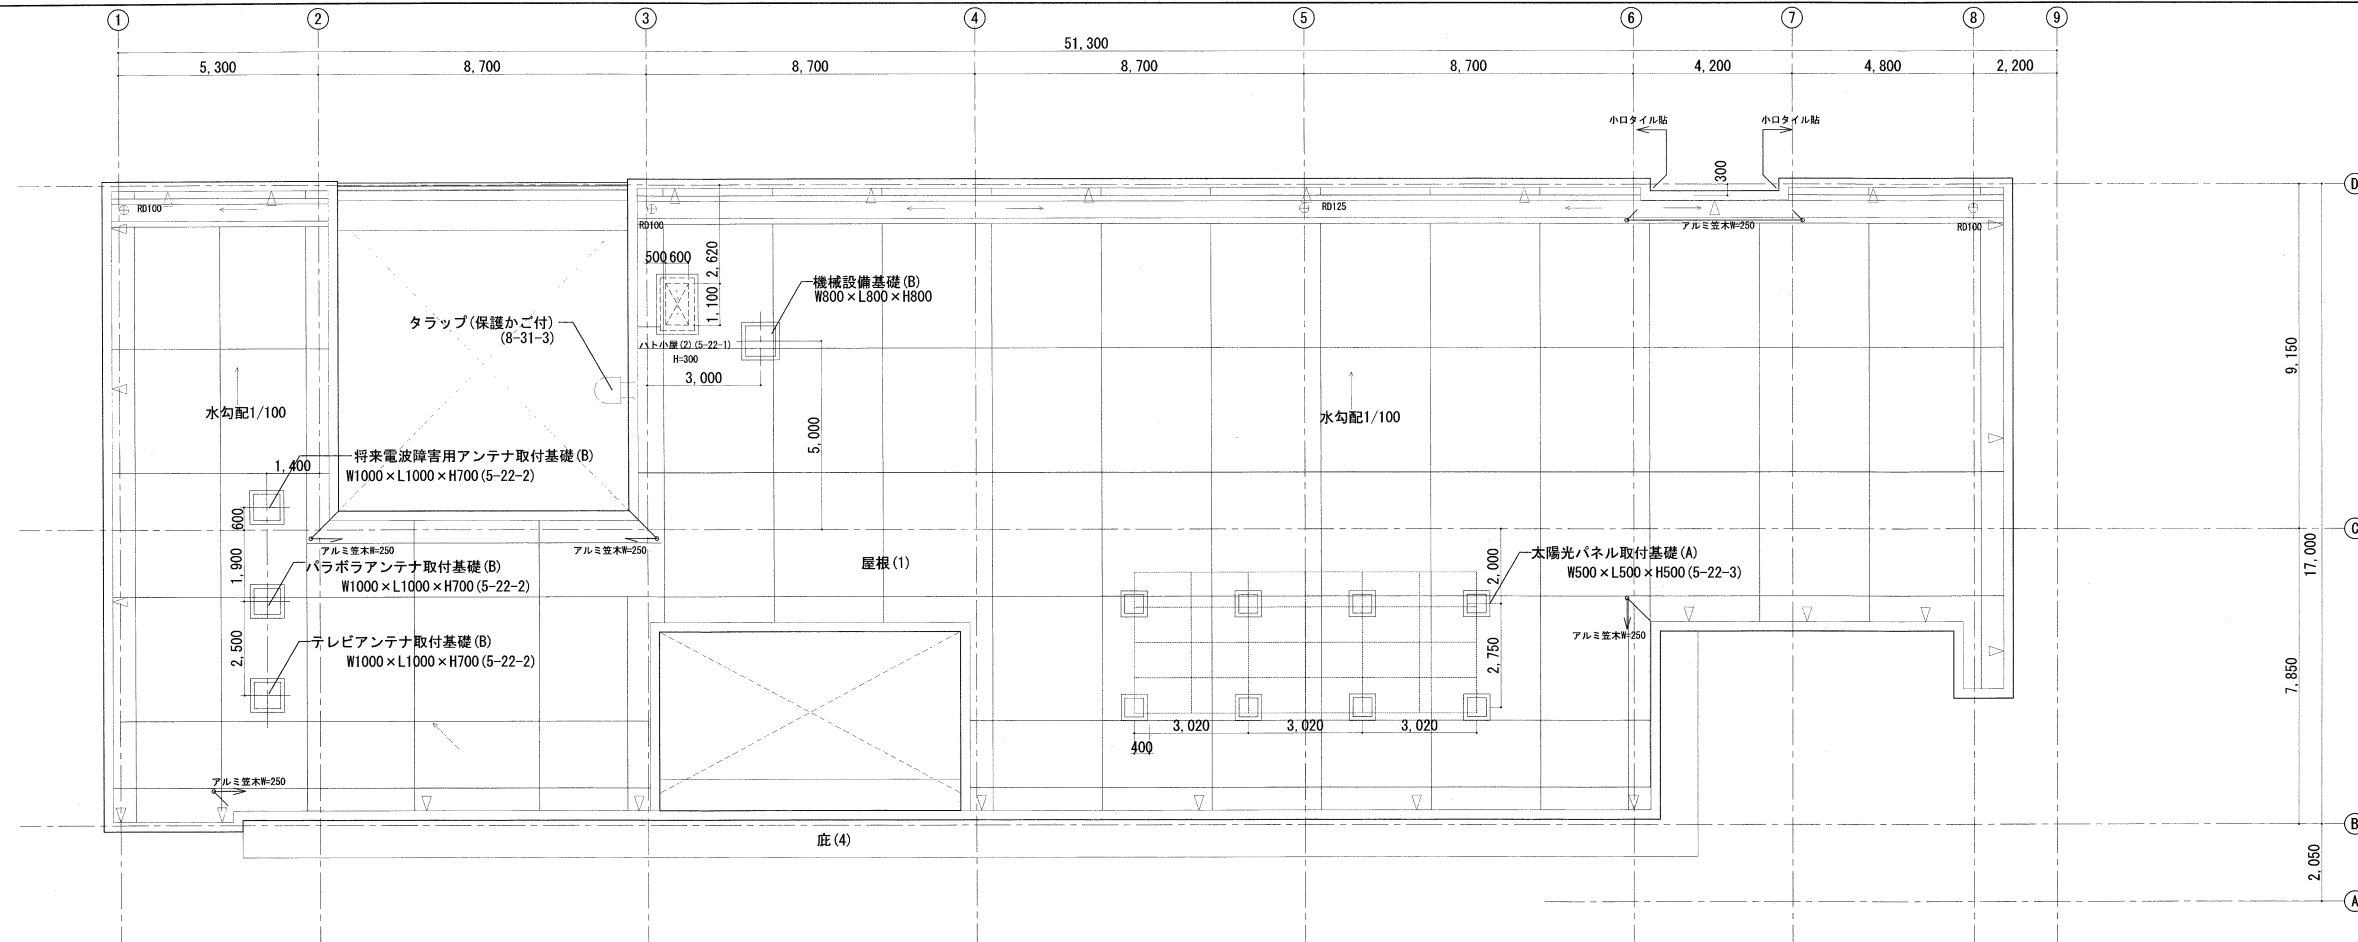 ① ② ③ ④ ⑤ ⑥ ⑦ ⑧ ⑨
51,300
5,300 8,700 8,700 8,700 8,700 4,200 4,800 2,200
小口タイル貼 小口タイル貼
300
D
RD100
RD100
RD125
アルミ笠木W=250
RD100
500 600
2,620
1,100
機械設備基礎(B)
W800×L800×H800
タラップ(保護かご付)
(8-31-3)
ハト小屋(2)(5-22-1)
H=300
3,000
9,150
水勾配1/100
水勾配1/100
5,000
将来電波障害用アンテナ取付基礎(B)
W1000×L1000×H700(5-22-2)
1,400
600
C
アルミ笠木W=250
アルミ笠木W=250
1,900
パラボラアンテナ取付基礎(B)
W1000×L1000×H700(5-22-2)
屋根(1)
2,000
太陽光パネル取付基礎(A)
W500×L500×H500(5-22-3)
17,000
2,500
テレビアンテナ取付基礎(B)
W1000×L1000×H700(5-22-2)
アルミ笠木W=250
2,750
7,850
3,020 3,020 3,020
400
アルミ笠木W=250
B
庇(4)
2,050
A